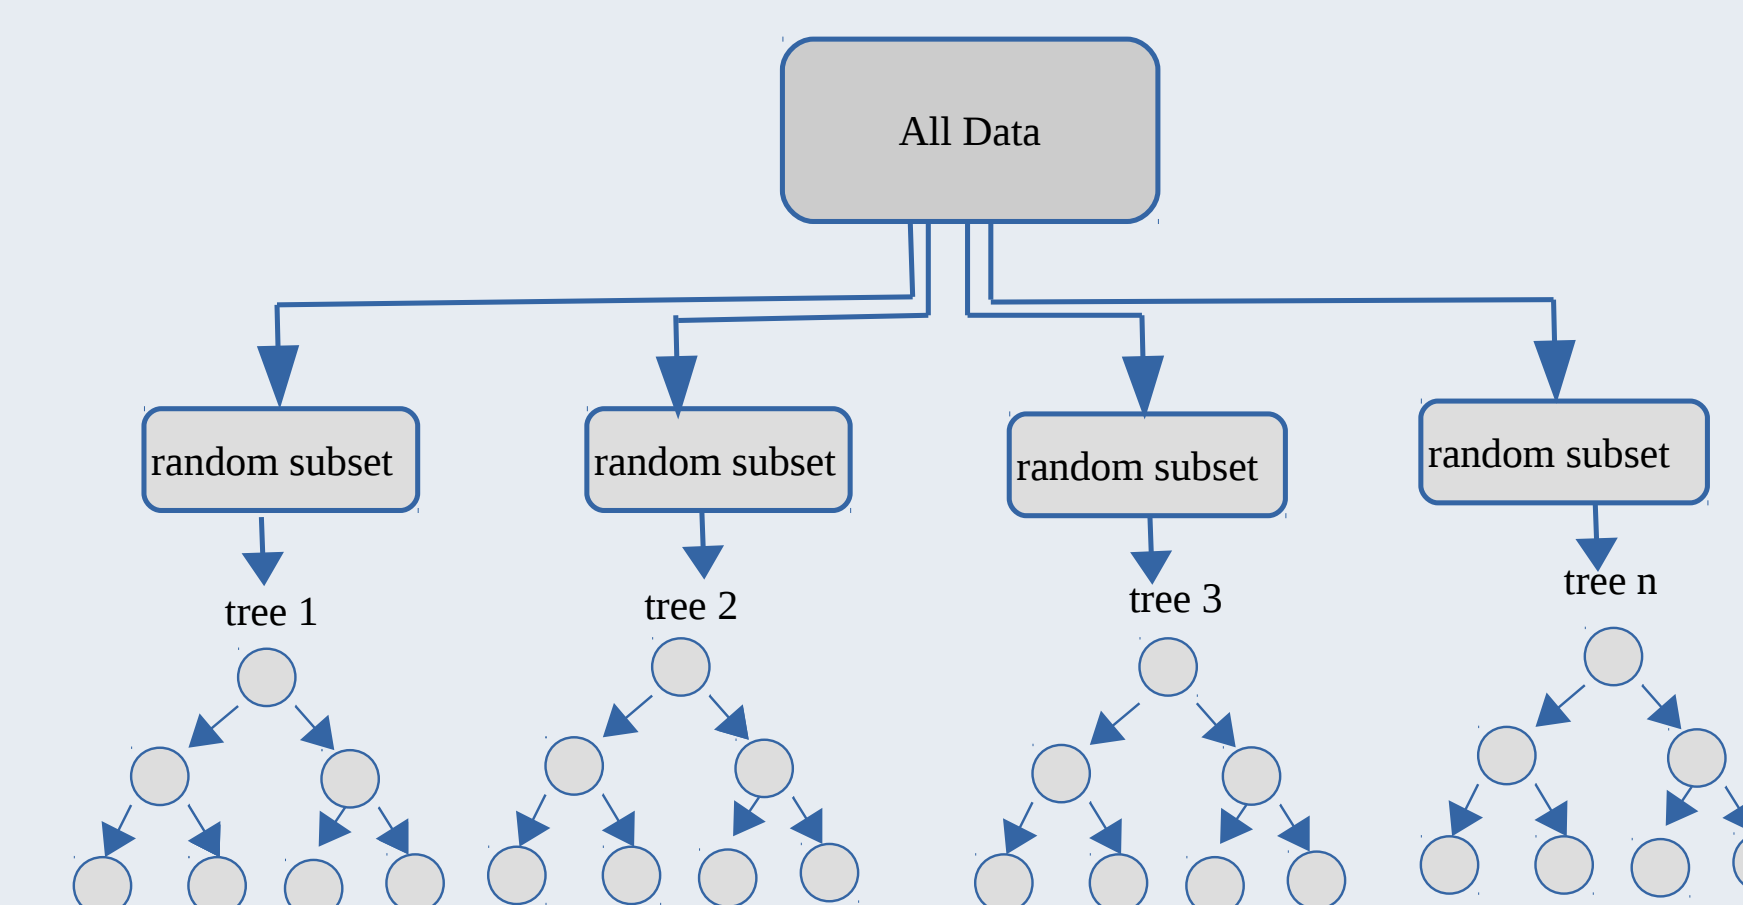 All Data
random subset
random subset
random subset
random subset
tree 1
tree 2
tree 3
tree n